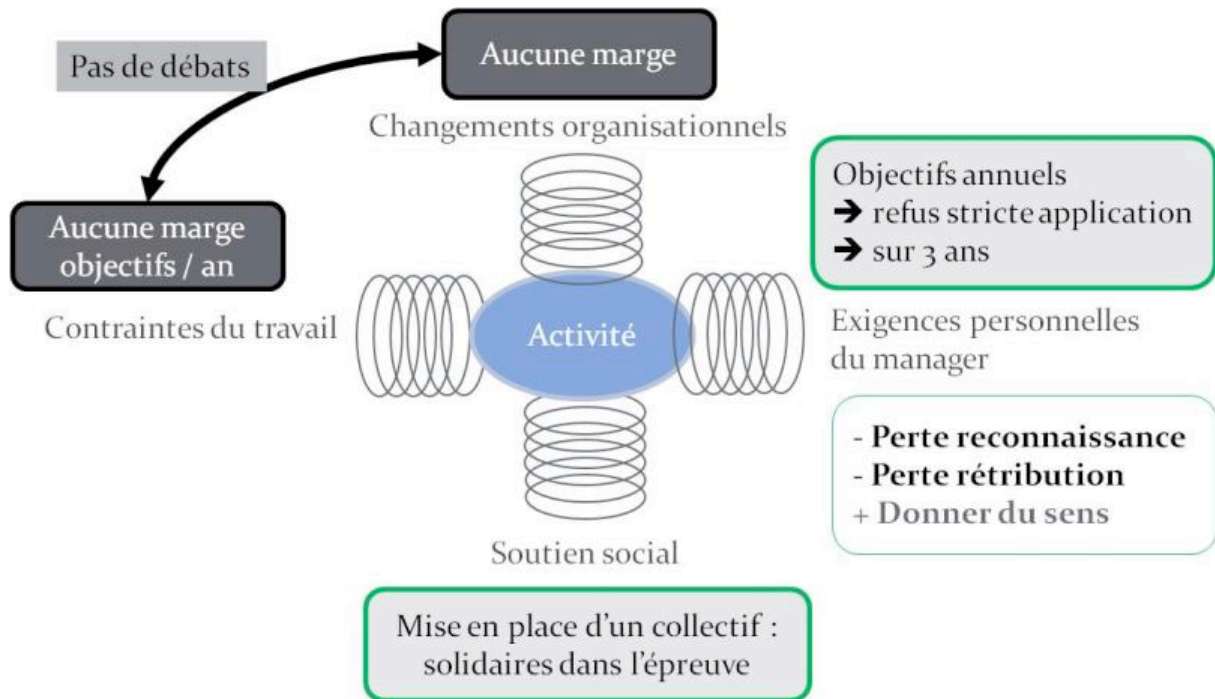 Aucune marge
Pas de débats
Changements organisationnels
Objectifs annuels
➔ refus stricte application
➔ sur 3 ans
Aucune marge
objectifs / an
Contraintes du travail
Activité
Exigences personnelles
du manager
- Perte reconnaissance
- Perte rétribution
+ Donner du sens
Soutien social
Mise en place d'un collectif :
solidaires dans l'épreuve